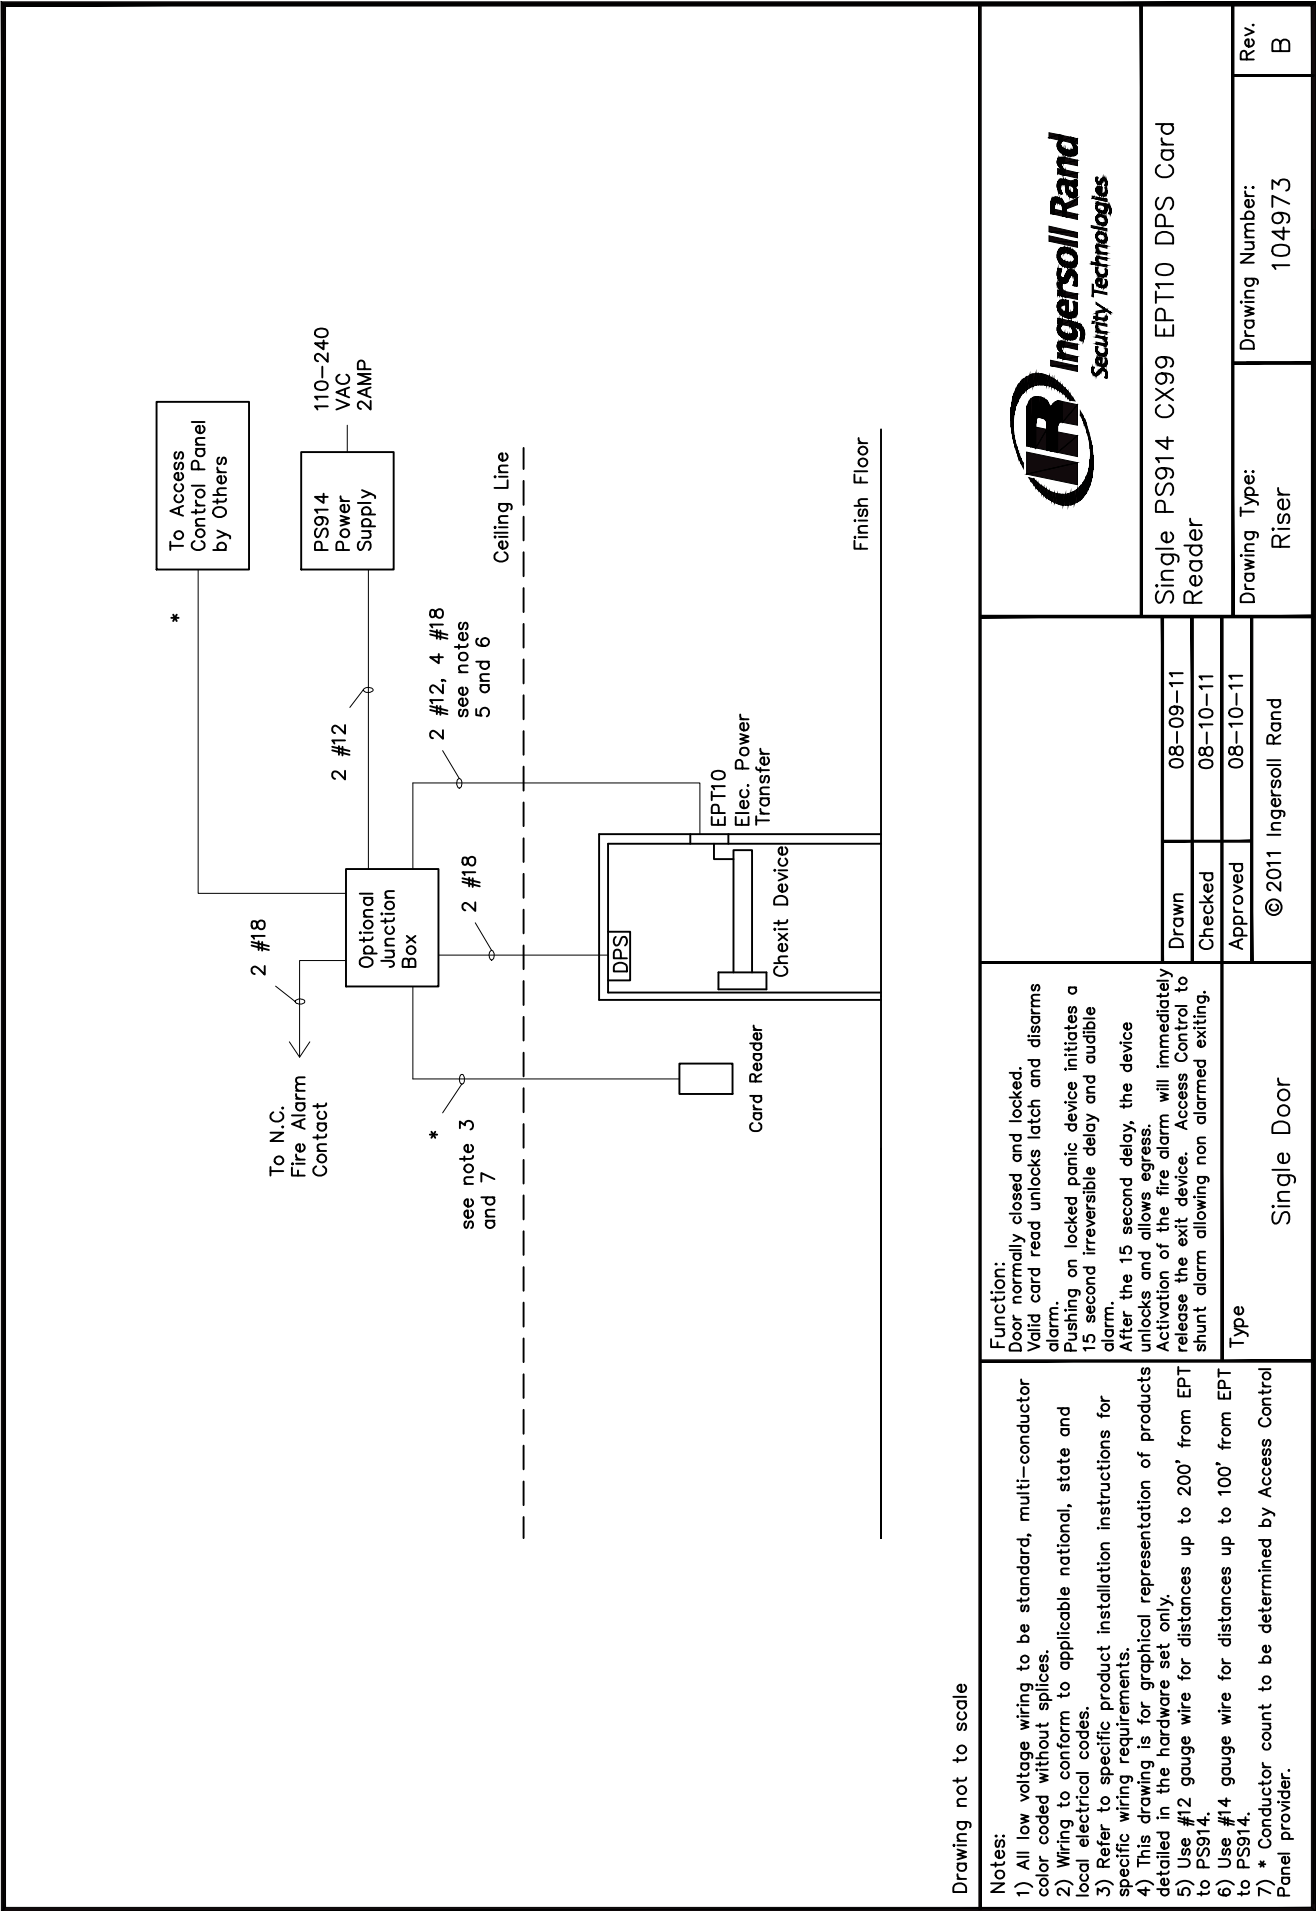 To N.C.
Fire Alarm
Contact
2 #18
*
To Access
Control Panel
by Others
Optional
Junction
Box
2 #12
PS914
Power
Supply
110-240
VAC
2AMP
*
see note 3
and 7
2 #18
2 #12, 4 #18
see notes
5 and 6
Ceiling Line
DPS
EPT10
Elec. Power
Transfer
Card Reader
Chexit Device
Finish Floor
Drawing not to scale
Notes:
1) All low voltage wiring to be standard, multi-conductor
color coded without splices.
2) Wiring to conform to applicable national, state and
local electrical codes.
3) Refer to specific product installation instructions for
specific wiring requirements.
4) This drawing is for graphical representation of products
detailed in the hardware set only.
5) Use #12 gauge wire for distances up to 200' from EPT
to PS914.
6) Use #14 gauge wire for distances up to 100' from EPT
to PS914.
7) * Conductor count to be determined by Access Control
Panel provider.
Function:
Door normally closed and locked.
Valid card read unlocks latch and disarms
alarm.
Pushing on locked panic device initiates a
15 second irreversible delay and audible
alarm.
After the 15 second delay, the device
unlocks and allows egress.
Activation of the fire alarm will immediately
release the exit device. Access Control to
shunt alarm allowing non alarmed exiting.
Type
Single Door
Drawn 08-09-11
Checked 08-10-11
Approved 08-10-11
© 2011 Ingersoll Rand
IR Ingersoll Rand
Security Technologies
Single PS914 CX99 EPT10 DPS Card
Reader
Drawing Type:
Riser
Drawing Number:
104973
Rev.
B